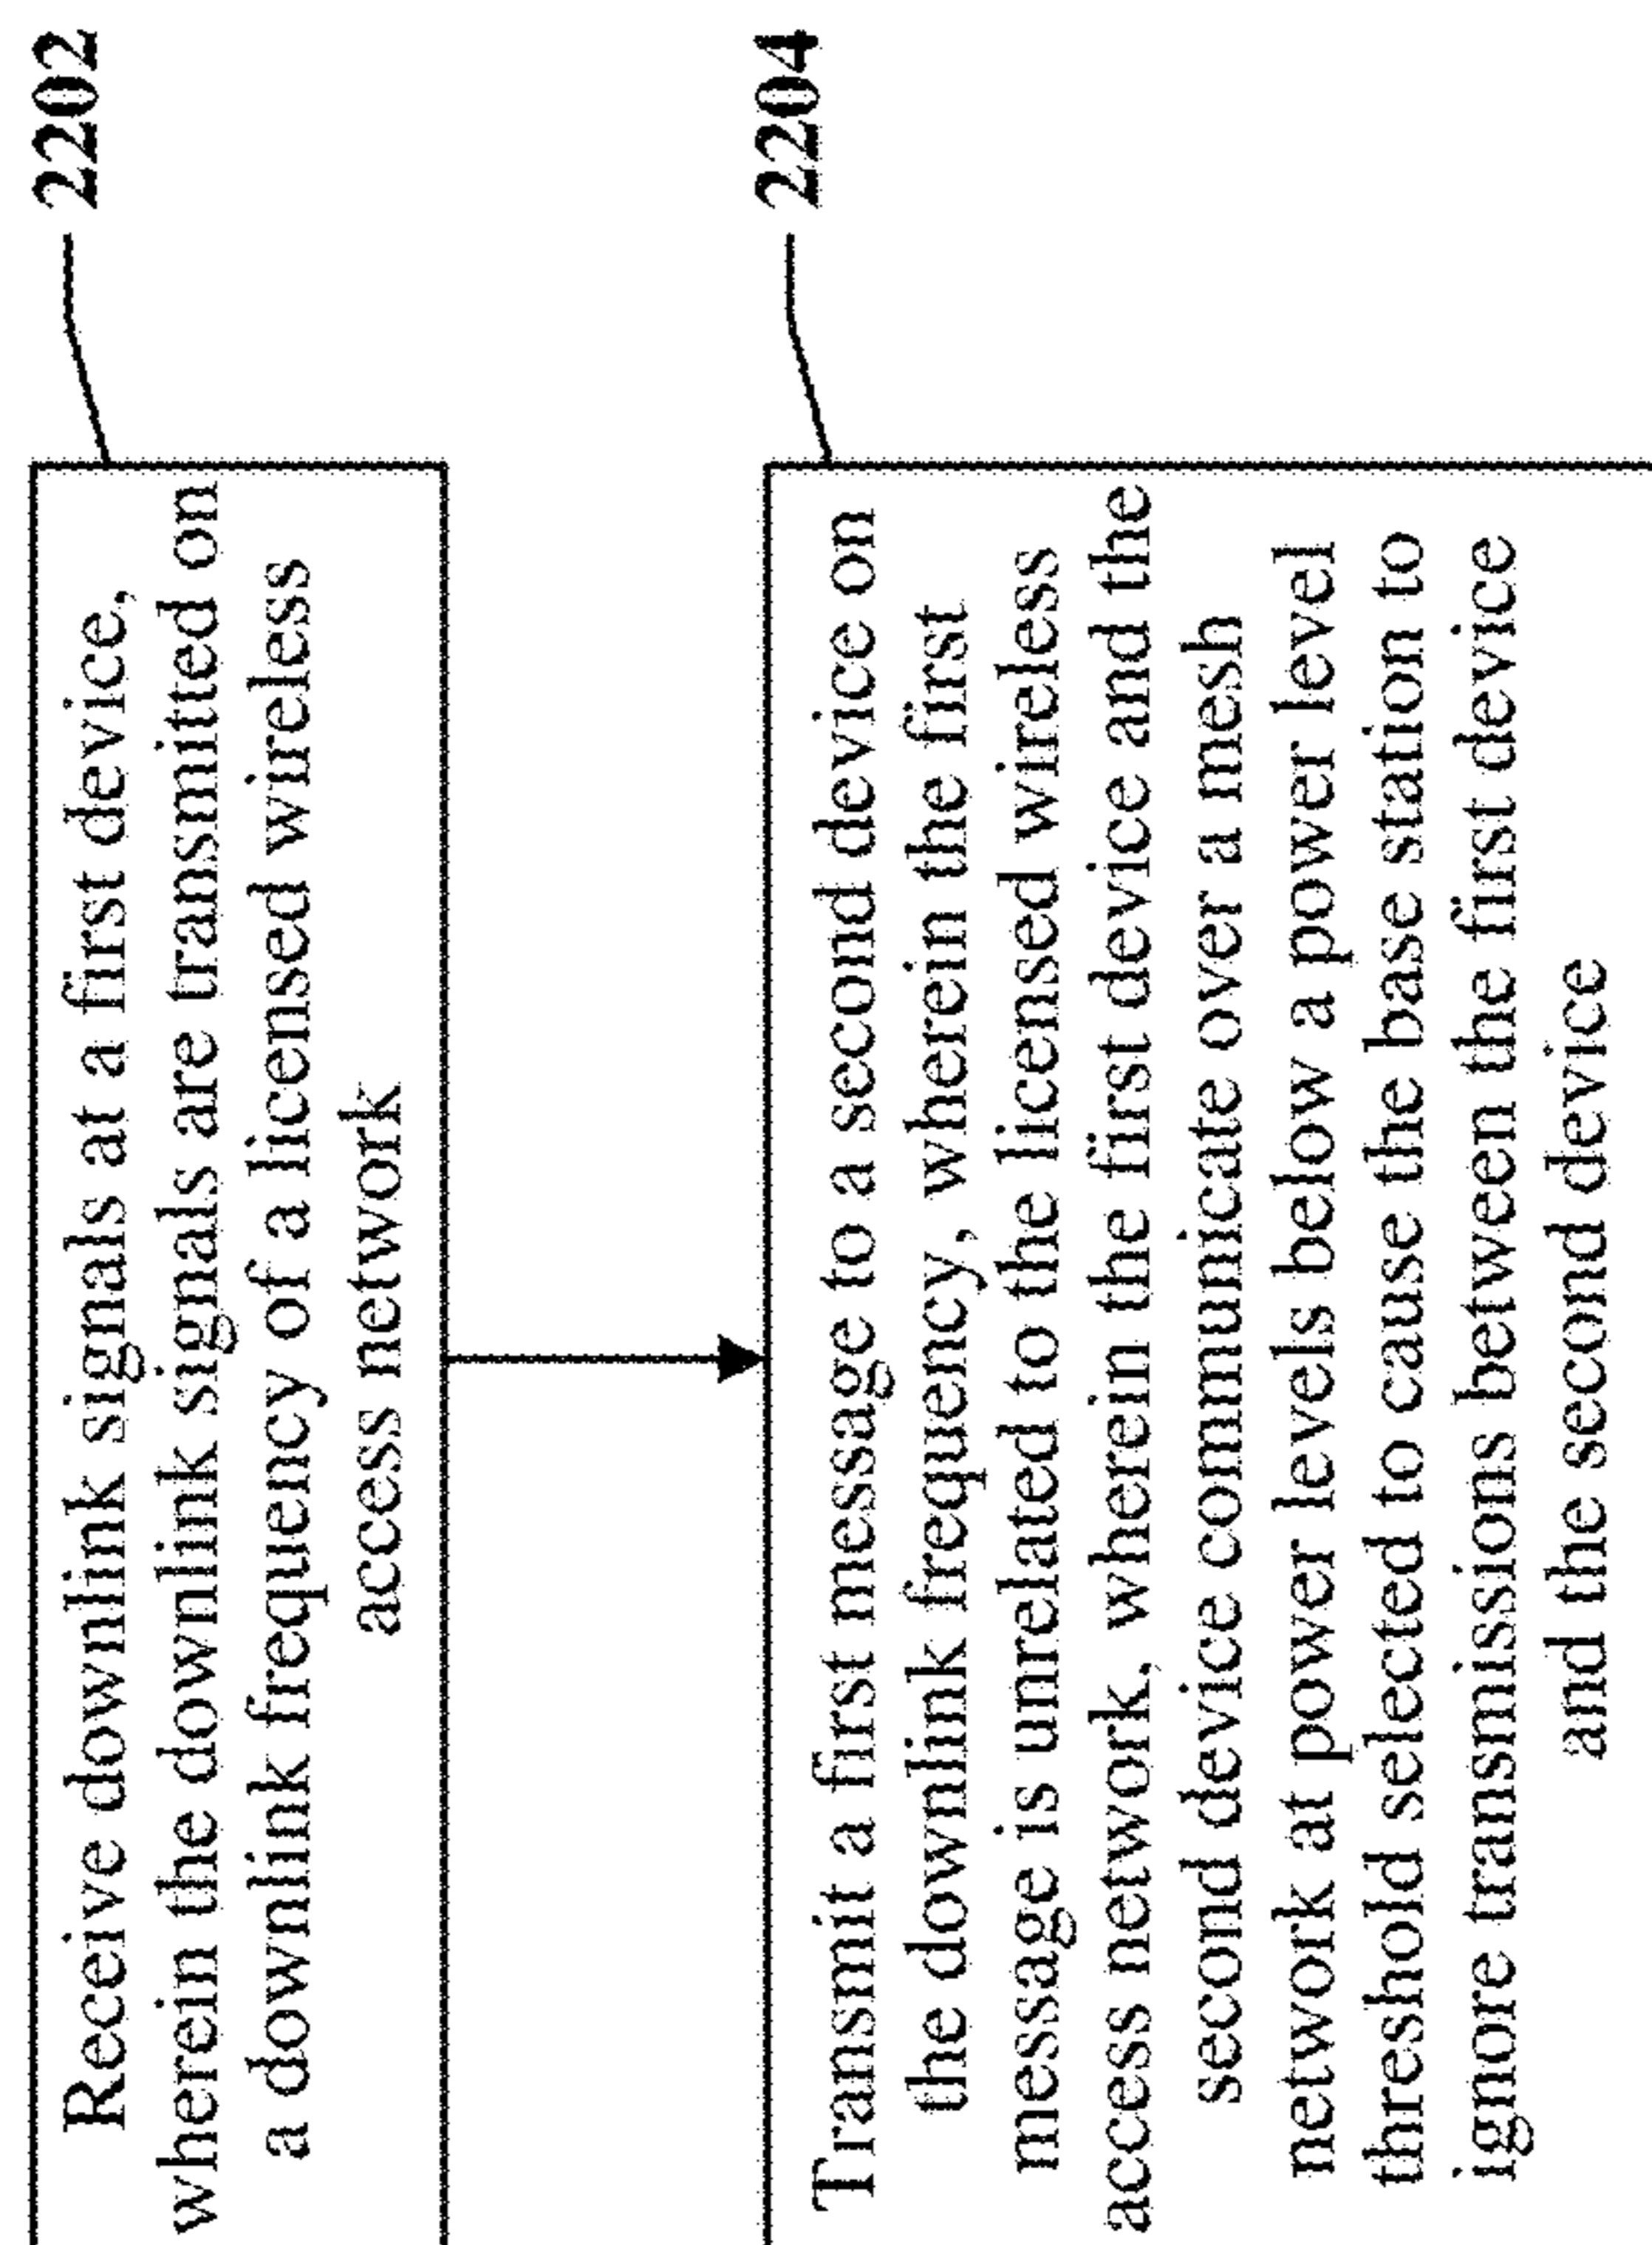 2202
Receive downlink signals at a first device,
wherein the downlink signals are transmitted on
a downlink frequency of a licensed wireless
access network
2204
Transmit a first message to a second device on
the downlink frequency, wherein the first
message is unrelated to the licensed wireless
access network, wherein the first device and the
second device communicate over a mesh
network at power levels below a power level
threshold selected to cause the base station to
ignore transmissions between the first device
and the second device